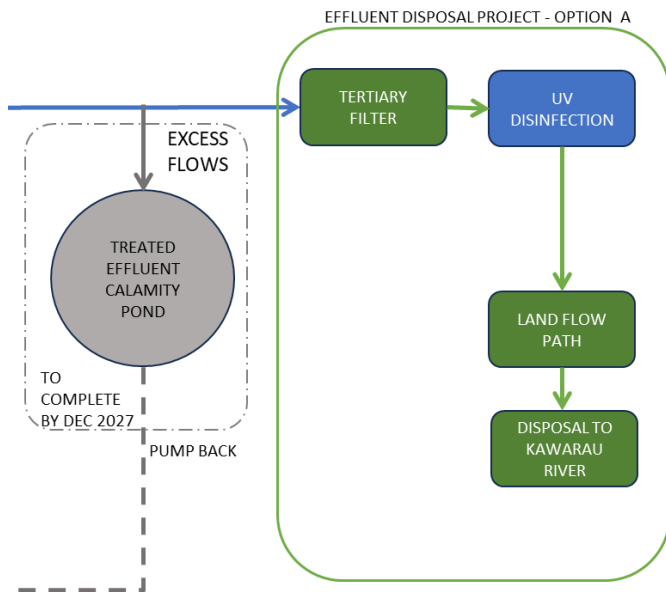 EFFLUENT DISPOSAL PROJECT - OPTION A
TERTIARY
FILTER
UV
DISINFECTION
EXCESS
FLOWS
TREATED
EFFLUENT
CALAMITY
POND
LAND FLOW
PATH
TO
COMPLETE
BY DEC 2027
DISPOSAL TO
KAWARAU
RIVER
PUMP BACK